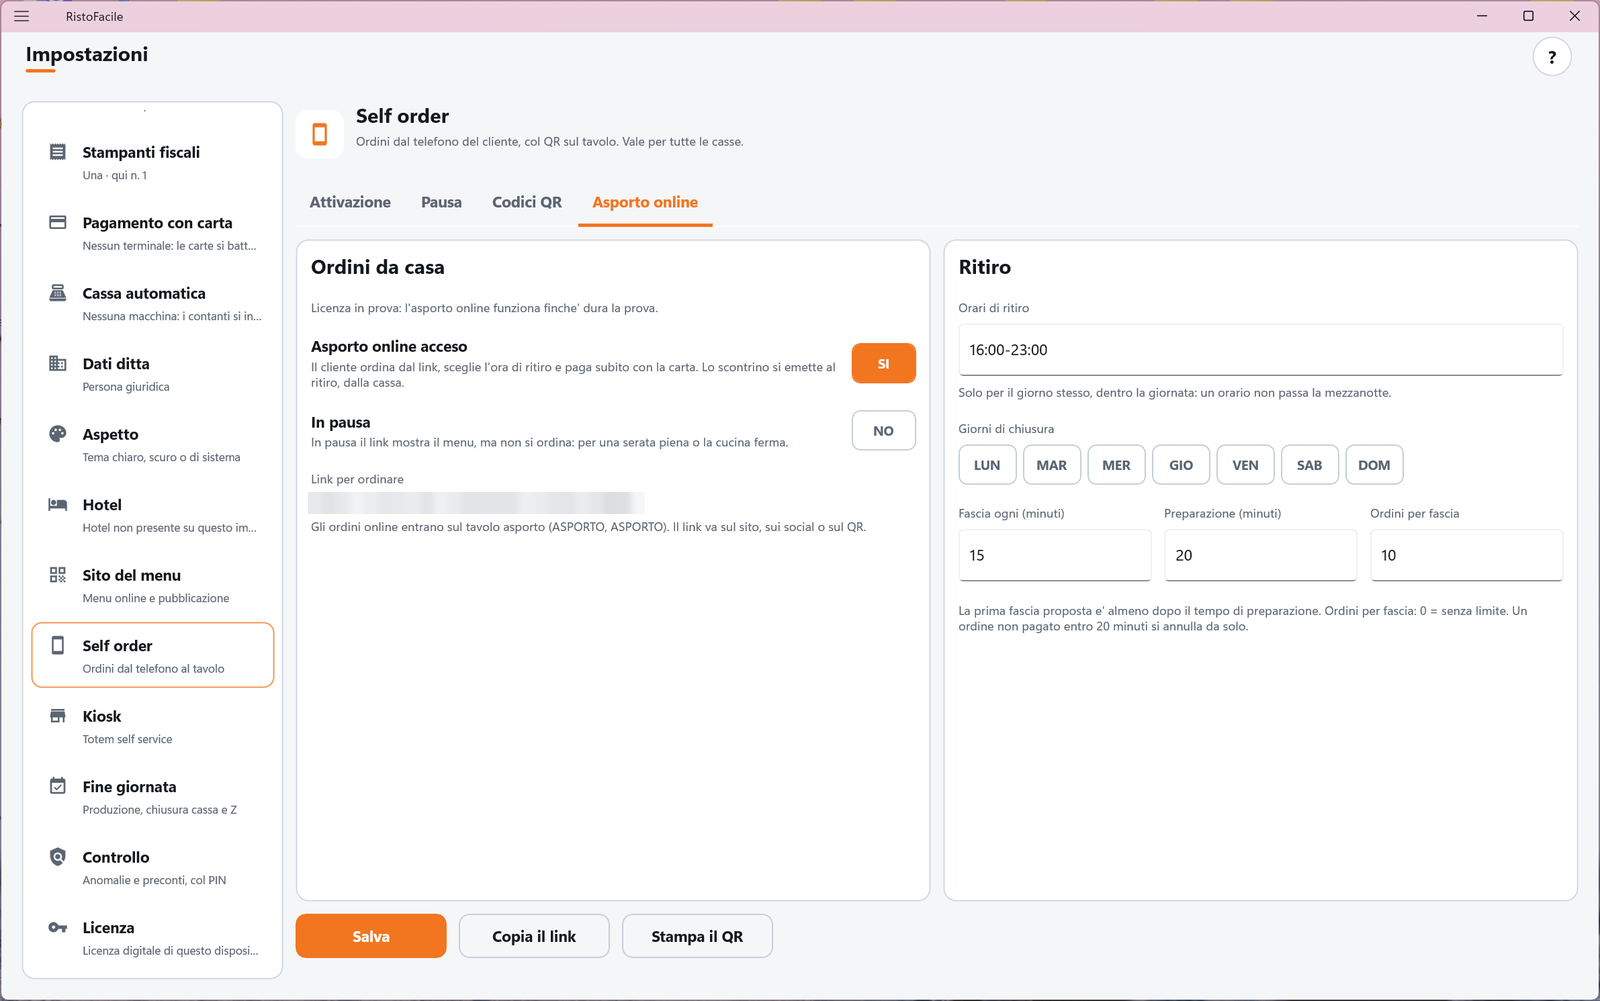 RistoFacile
Impostazioni
?
Stampanti fiscali
Una · qui n. 1
Pagamento con carta
Nessun terminale: le carte si batt...
Cassa automatica
Nessuna macchina: i contanti si in...
Dati ditta
Persona giuridica
Aspetto
Tema chiaro, scuro o di sistema
Hotel
Hotel non presente su questo im...
Sito del menu
Menu online e pubblicazione
Self order
Ordini dal telefono al tavolo
Kiosk
Totem self service
Fine giornata
Produzione, chiusura cassa e Z
Controllo
Anomalie e preconti, col PIN
Licenza
Licenza digitale di questo disposi...
Self order
Ordini dal telefono del cliente, col QR sul tavolo. Vale per tutte le casse.
Attivazione Pausa Codici QR Asporto online
Ordini da casa
Licenza in prova: l'asporto online funziona finche' dura la prova.
Asporto online acceso
Il cliente ordina dal link, sceglie l'ora di ritiro e paga subito con la carta. Lo scontrino si emette al
ritiro, dalla cassa.
SI
In pausa
In pausa il link mostra il menu, ma non si ordina: per una serata piena o la cucina ferma.
NO
Link per ordinare
Gli ordini online entrano sul tavolo asporto (ASPORTO, ASPORTO). Il link va sul sito, sui social o sul QR.
Ritiro
Orari di ritiro
16:00-23:00
Solo per il giorno stesso, dentro la giornata: un orario non passa la mezzanotte.
Giorni di chiusura
LUN MAR MER GIO VEN SAB DOM
Fascia ogni (minuti) Preparazione (minuti) Ordini per fascia
15 20 10
La prima fascia proposta e' almeno dopo il tempo di preparazione. Ordini per fascia: 0 = senza limite. Un
ordine non pagato entro 20 minuti si annulla da solo.
Salva Copia il link Stampa il QR